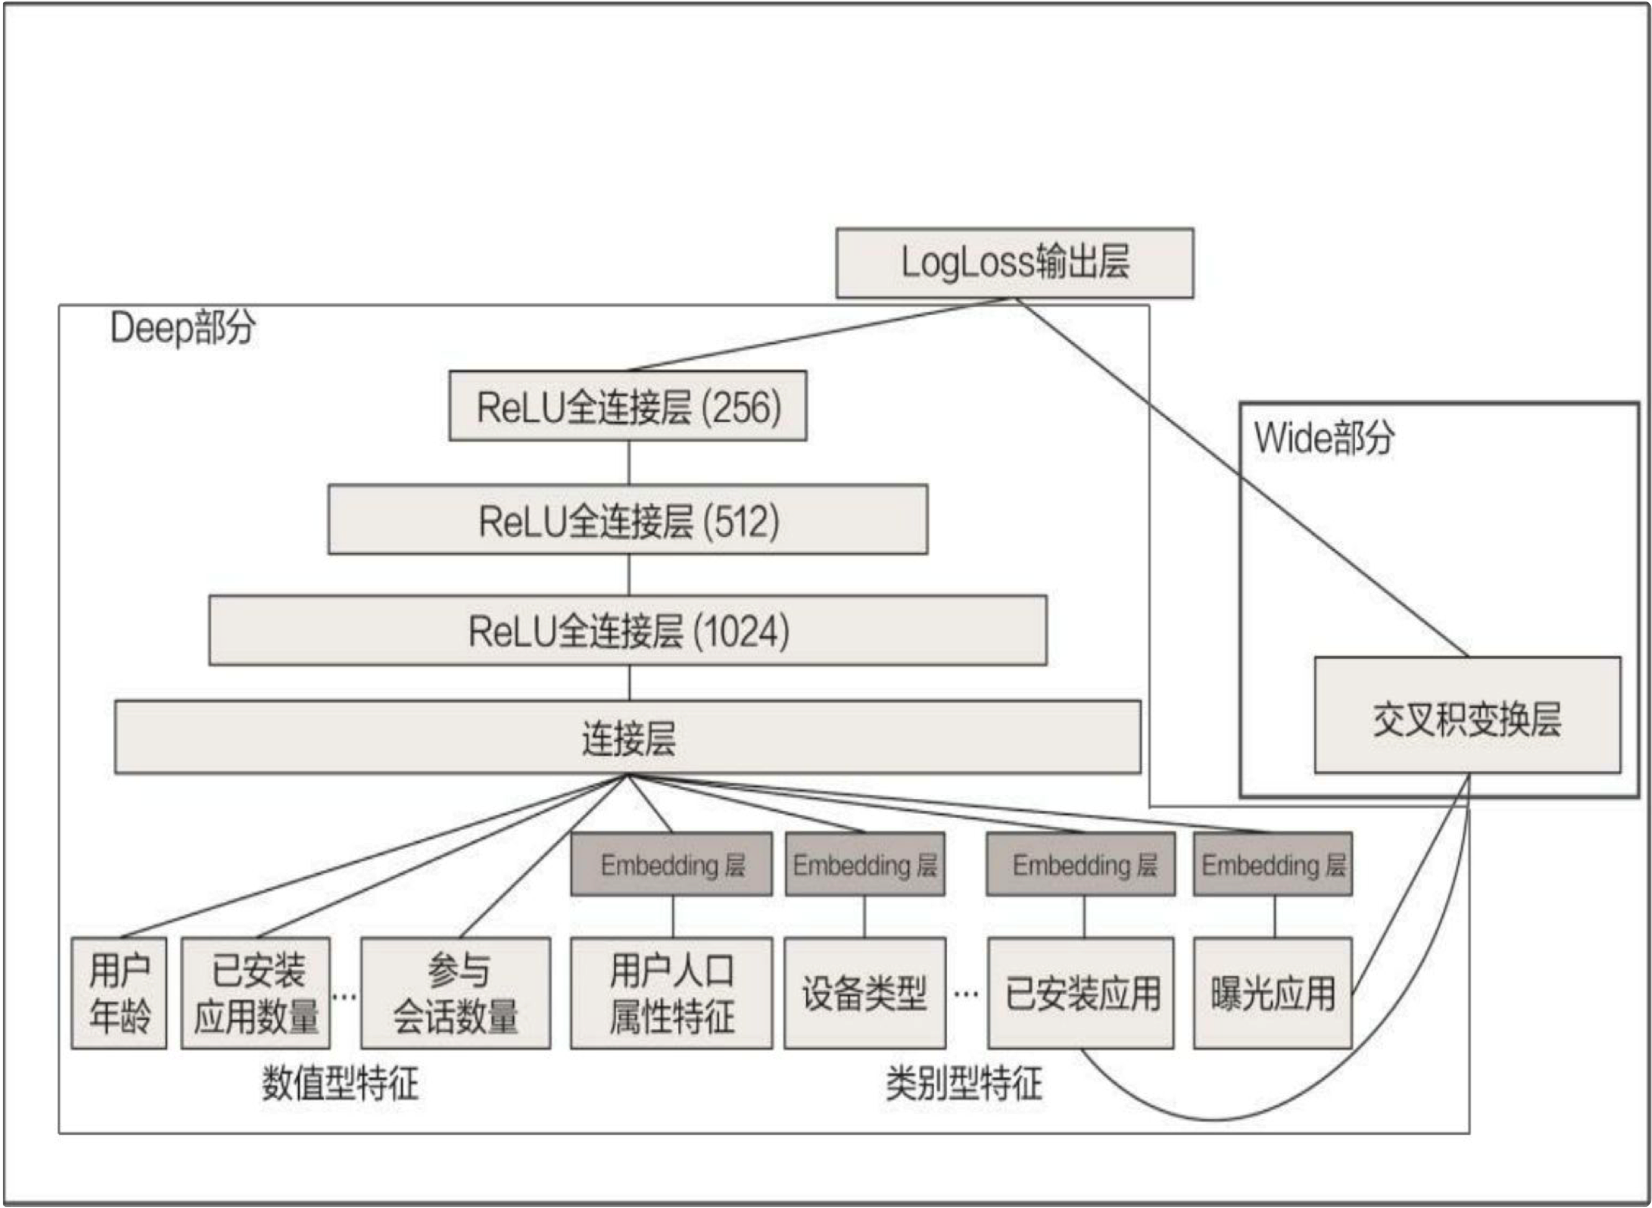 LogLoss输出层
Deep部分
ReLU全连接层 (256)
Wide部分
ReLU全连接层 (512)
ReLU全连接层 (1024)
连接层
交叉积变换层
Embedding 层
Embedding 层
Embedding 层
Embedding 层
用户
年龄
已安装
应用数量
...
参与
会话数量
用户人口
属性特征
设备类型
...
已安装应用
曝光应用
数值型特征
类别型特征